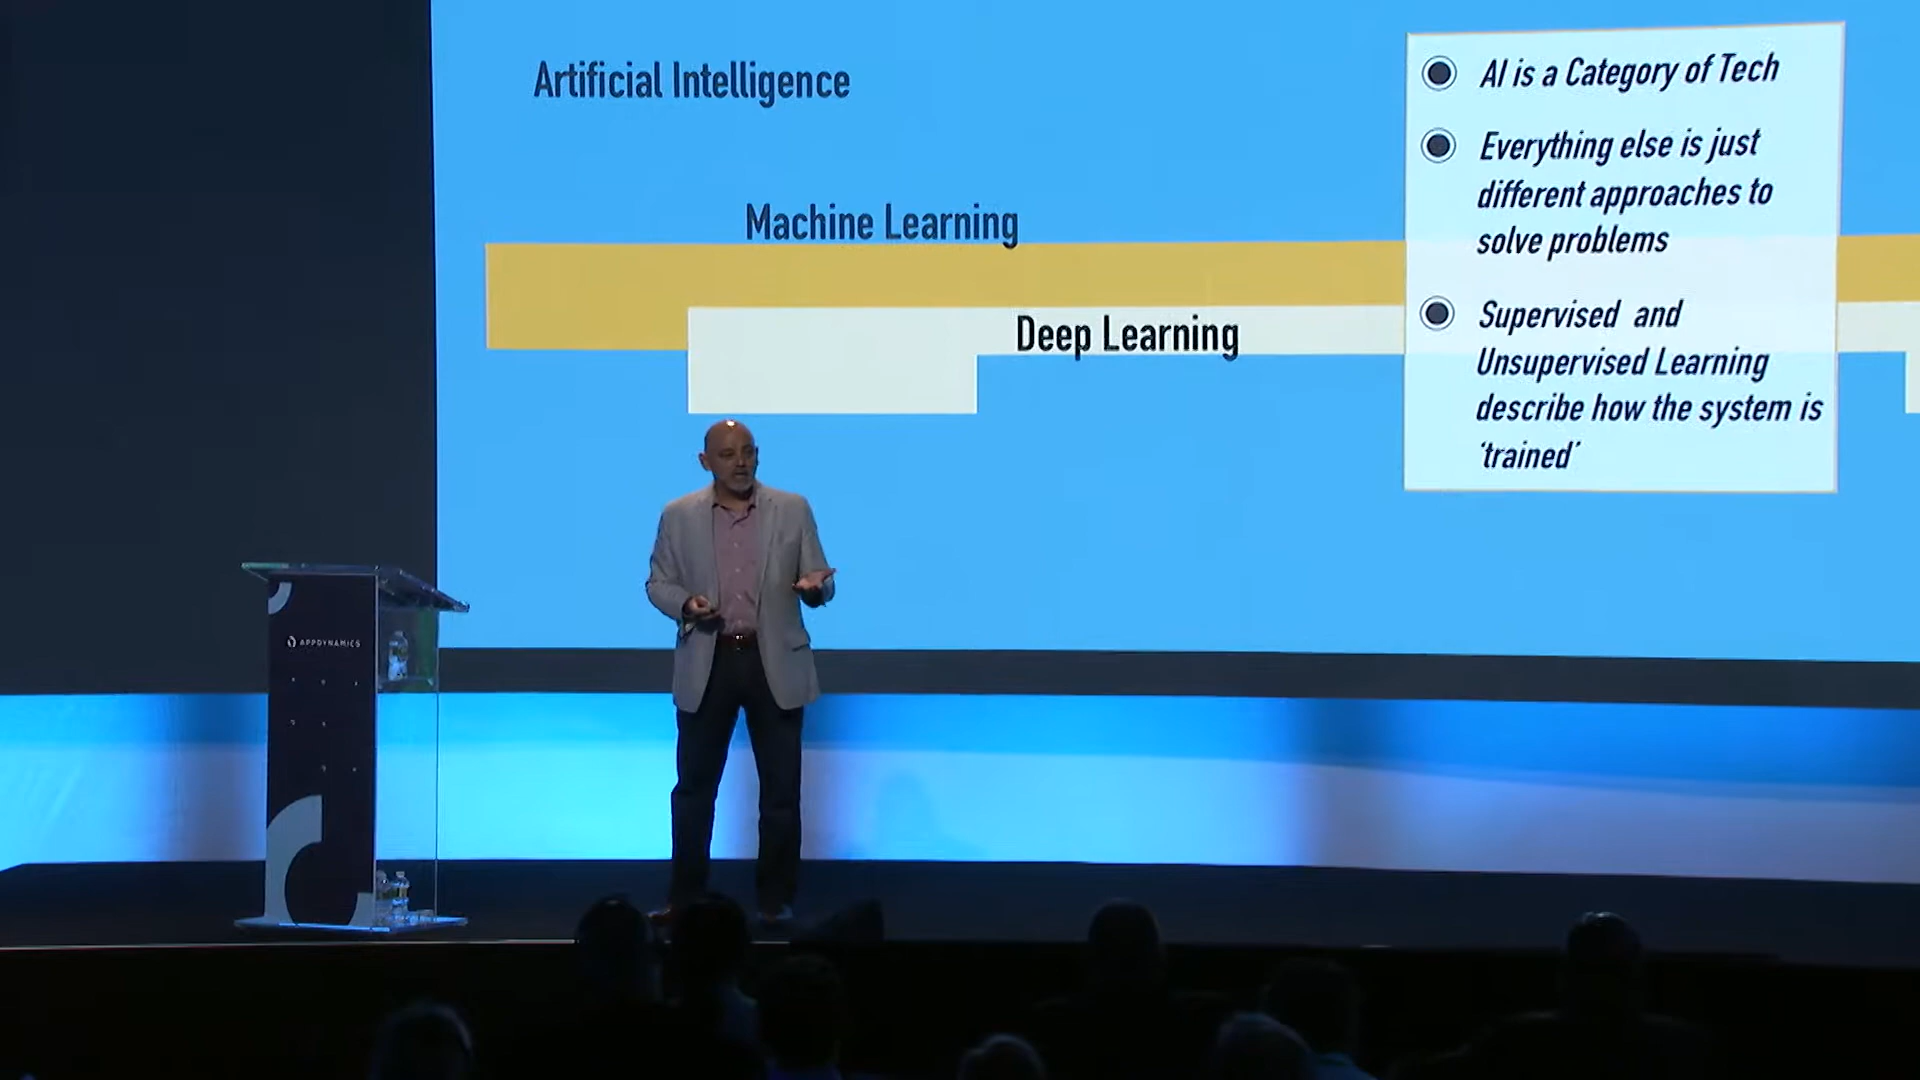 Artificial Intelligence
Machine Learning
Deep Learning
AI is a Category of Tech
Everything else is just
different approaches to
solve problems
Supervised and
Unsupervised Learning
describe how the system is
‘trained’
APPDYNAMICS